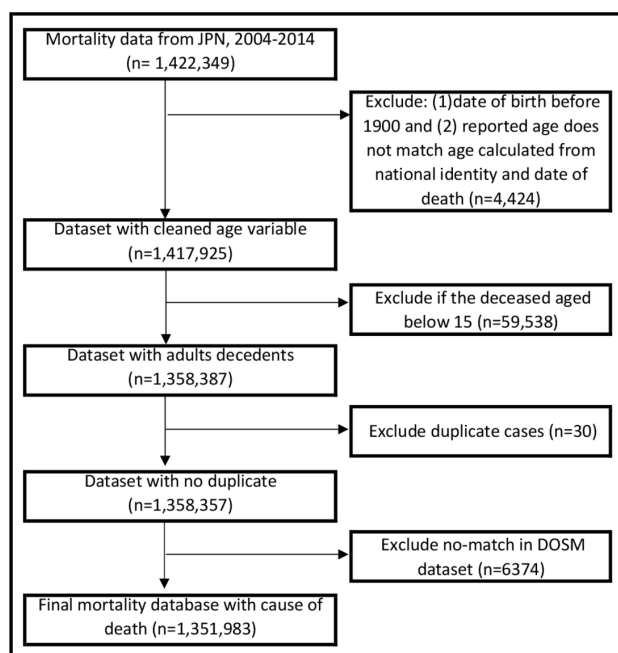 Mortality data from JPN, 2004-2014
(n= 1,422,349)
Exclude: (1)date of birth before
1900 and (2) reported age does
not match age calculated from
national identity and date of
death (n=4,424)
Dataset with cleaned age variable
(n=1,417,925)
Exclude if the deceased aged
below 15 (n=59,538)
Dataset with adults decedents
(n=1,358,387)
Exclude duplicate cases (n=30)
Dataset with no duplicate
(n=1,358,357)
Exclude no-match in DOSM
dataset (n=6374)
Final mortality database with cause of
death (n=1,351,983)